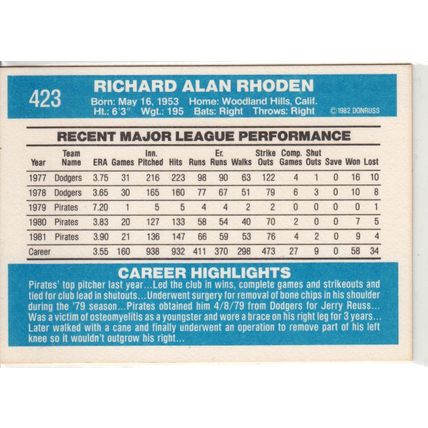 423
RICHARD ALAN RHODEN
Born: May 16, 1953 Home: Woodland Hills, Calif.
Ht.: 6'3" Wgt.: 195 Bats: Right Throws: Right
© 1982 DONRUSS
RECENT MAJOR LEAGUE PERFORMANCE
Year Team Name ERA Games Inn. Pitched Hits Runs Er. Runs Walks Strike Outs Comp. Games Shut Outs Save Won Lost
1977 Dodgers 3.75 31 216 223 98 90 63 122 4 1 0 16 10
1978 Dodgers 3.65 30 165 160 77 67 51 79 6 3 0 10 8
1979 Pirates 7.20 1 5 5 4 4 2 2 0 0 0 0 1
1980 Pirates 3.83 20 127 133 58 54 40 70 2 0 0 7 5
1981 Pirates 3.90 21 136 147 66 59 53 76 4 2 0 9 4
Career 3.55 160 938 932 411 370 298 473 27 9 0 58 34
CAREER HIGHLIGHTS
Pirates' top pitcher last year...Led the club in wins, complete games and strikeouts and
tied for club lead in shutouts...Underwent surgery for removal of bone chips in his shoulder
during the '79 season...Pirates obtained him 4/8/79 from Dodgers for Jerry Reuss...
Was a victim of osteomyelitis as a youngster and wore a brace on his right leg for 3 years...
Later walked with a cane and finally underwent an operation to remove part of his left
knee so it wouldn't outgrow his right...